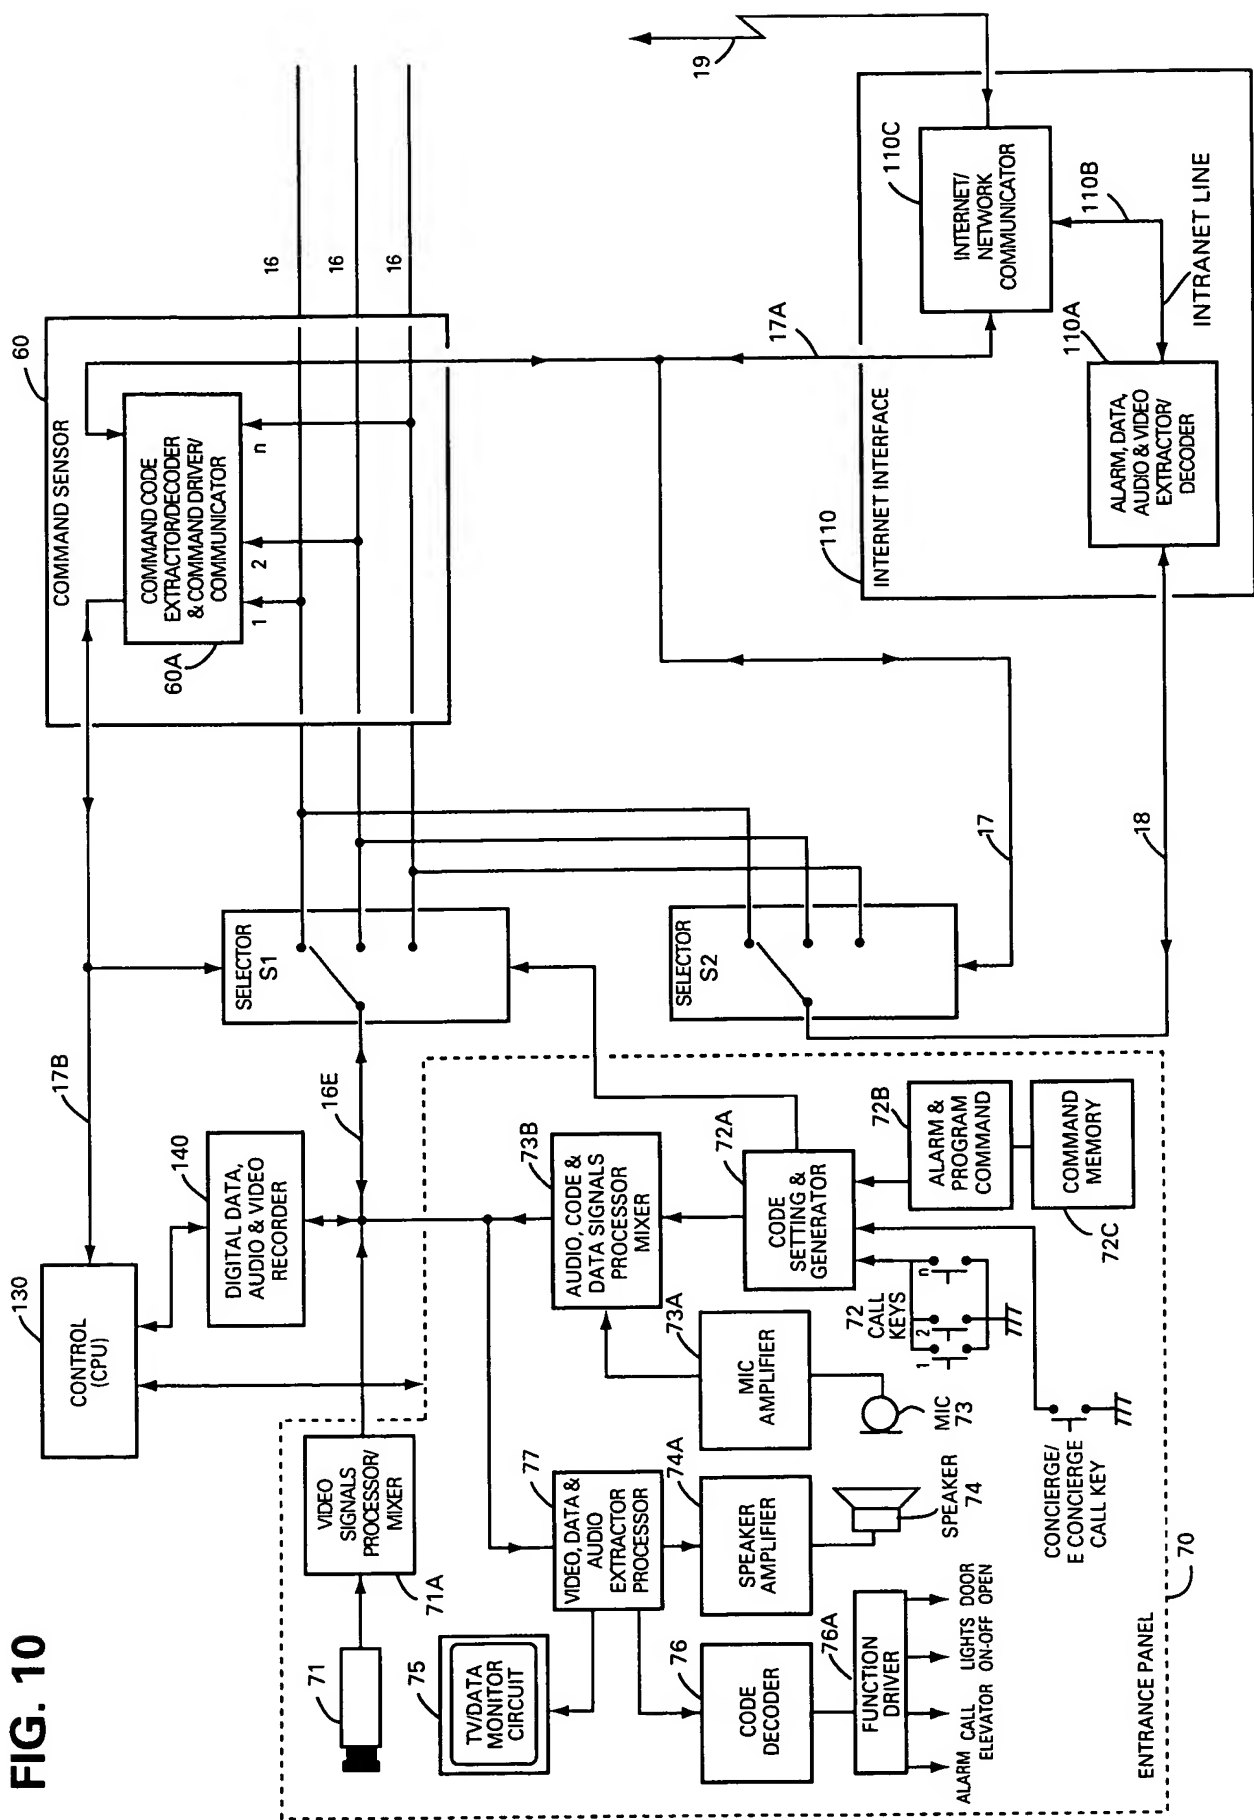 FIG. 10
130
CONTROL
(CPU)
17B
140
DIGITAL DATA,
AUDIO & VIDEO
RECORDER
16E
SELECTOR
S1
60
COMMAND SENSOR
COMMAND CODE
EXTRACTOR/DECODER
& COMMAND DRIVER/
COMMUNICATOR
60A
1
2
n
16
16
16
71
VIDEO
SIGNALS
PROCESSOR/
MIXER
71A
75
TV/DATA
MONITOR
CIRCUIT
77
VIDEO, DATA &
AUDIO
EXTRACTOR
PROCESSOR
73B
AUDIO, CODE &
DATA SIGNALS
PROCESSOR
MIXER
76
CODE
DECODER
74A
SPEAKER
AMPLIFIER
73A
MIC
AMPLIFIER
72A
CODE
SETTING &
GENERATOR
72B
ALARM &
PROGRAM
COMMAND
COMMAND
MEMORY
72C
76A
FUNCTION
DRIVER
ALARM
CALL
ELEVATOR
LIGHTS
ON-OFF
DOOR
OPEN
SPEAKER
74
MIC
73
72
CALL
KEYS
1
2
n
CONCIERGE/
E CONCIERGE
CALL KEY
ENTRANCE PANEL
70
SELECTOR
S2
17
18
17A
19
110
INTERNET INTERFACE
110C
INTERNET/
NETWORK
COMMUNICATOR
110B
INTRANET LINE
110A
ALARM, DATA,
AUDIO & VIDEO
EXTRACTOR/
DECODER